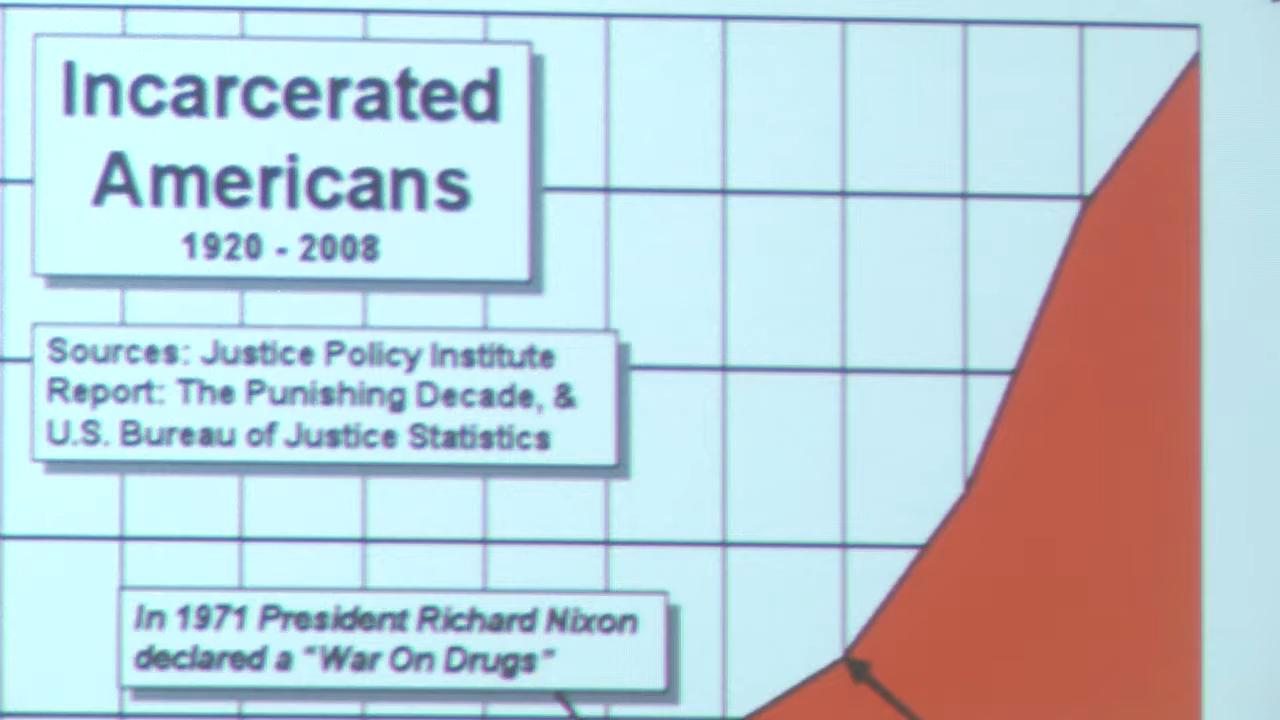 Incarcerated
Americans
1920 - 2008
Sources: Justice Policy Institute
Report: The Punishing Decade, &
U.S. Bureau of Justice Statistics
In 1971 President Richard Nixon
declared a "War On Drugs"